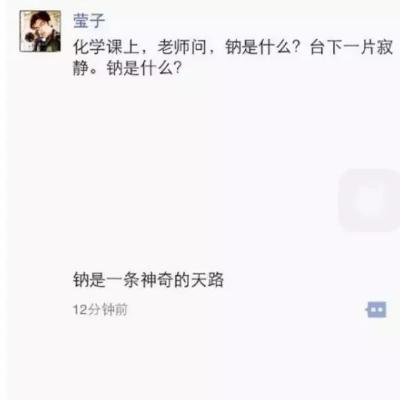 莹子
化学课上，老师问，钠是什么？台下一片寂
静。钠是什么？
钠是一条神奇的天路
12分钟前